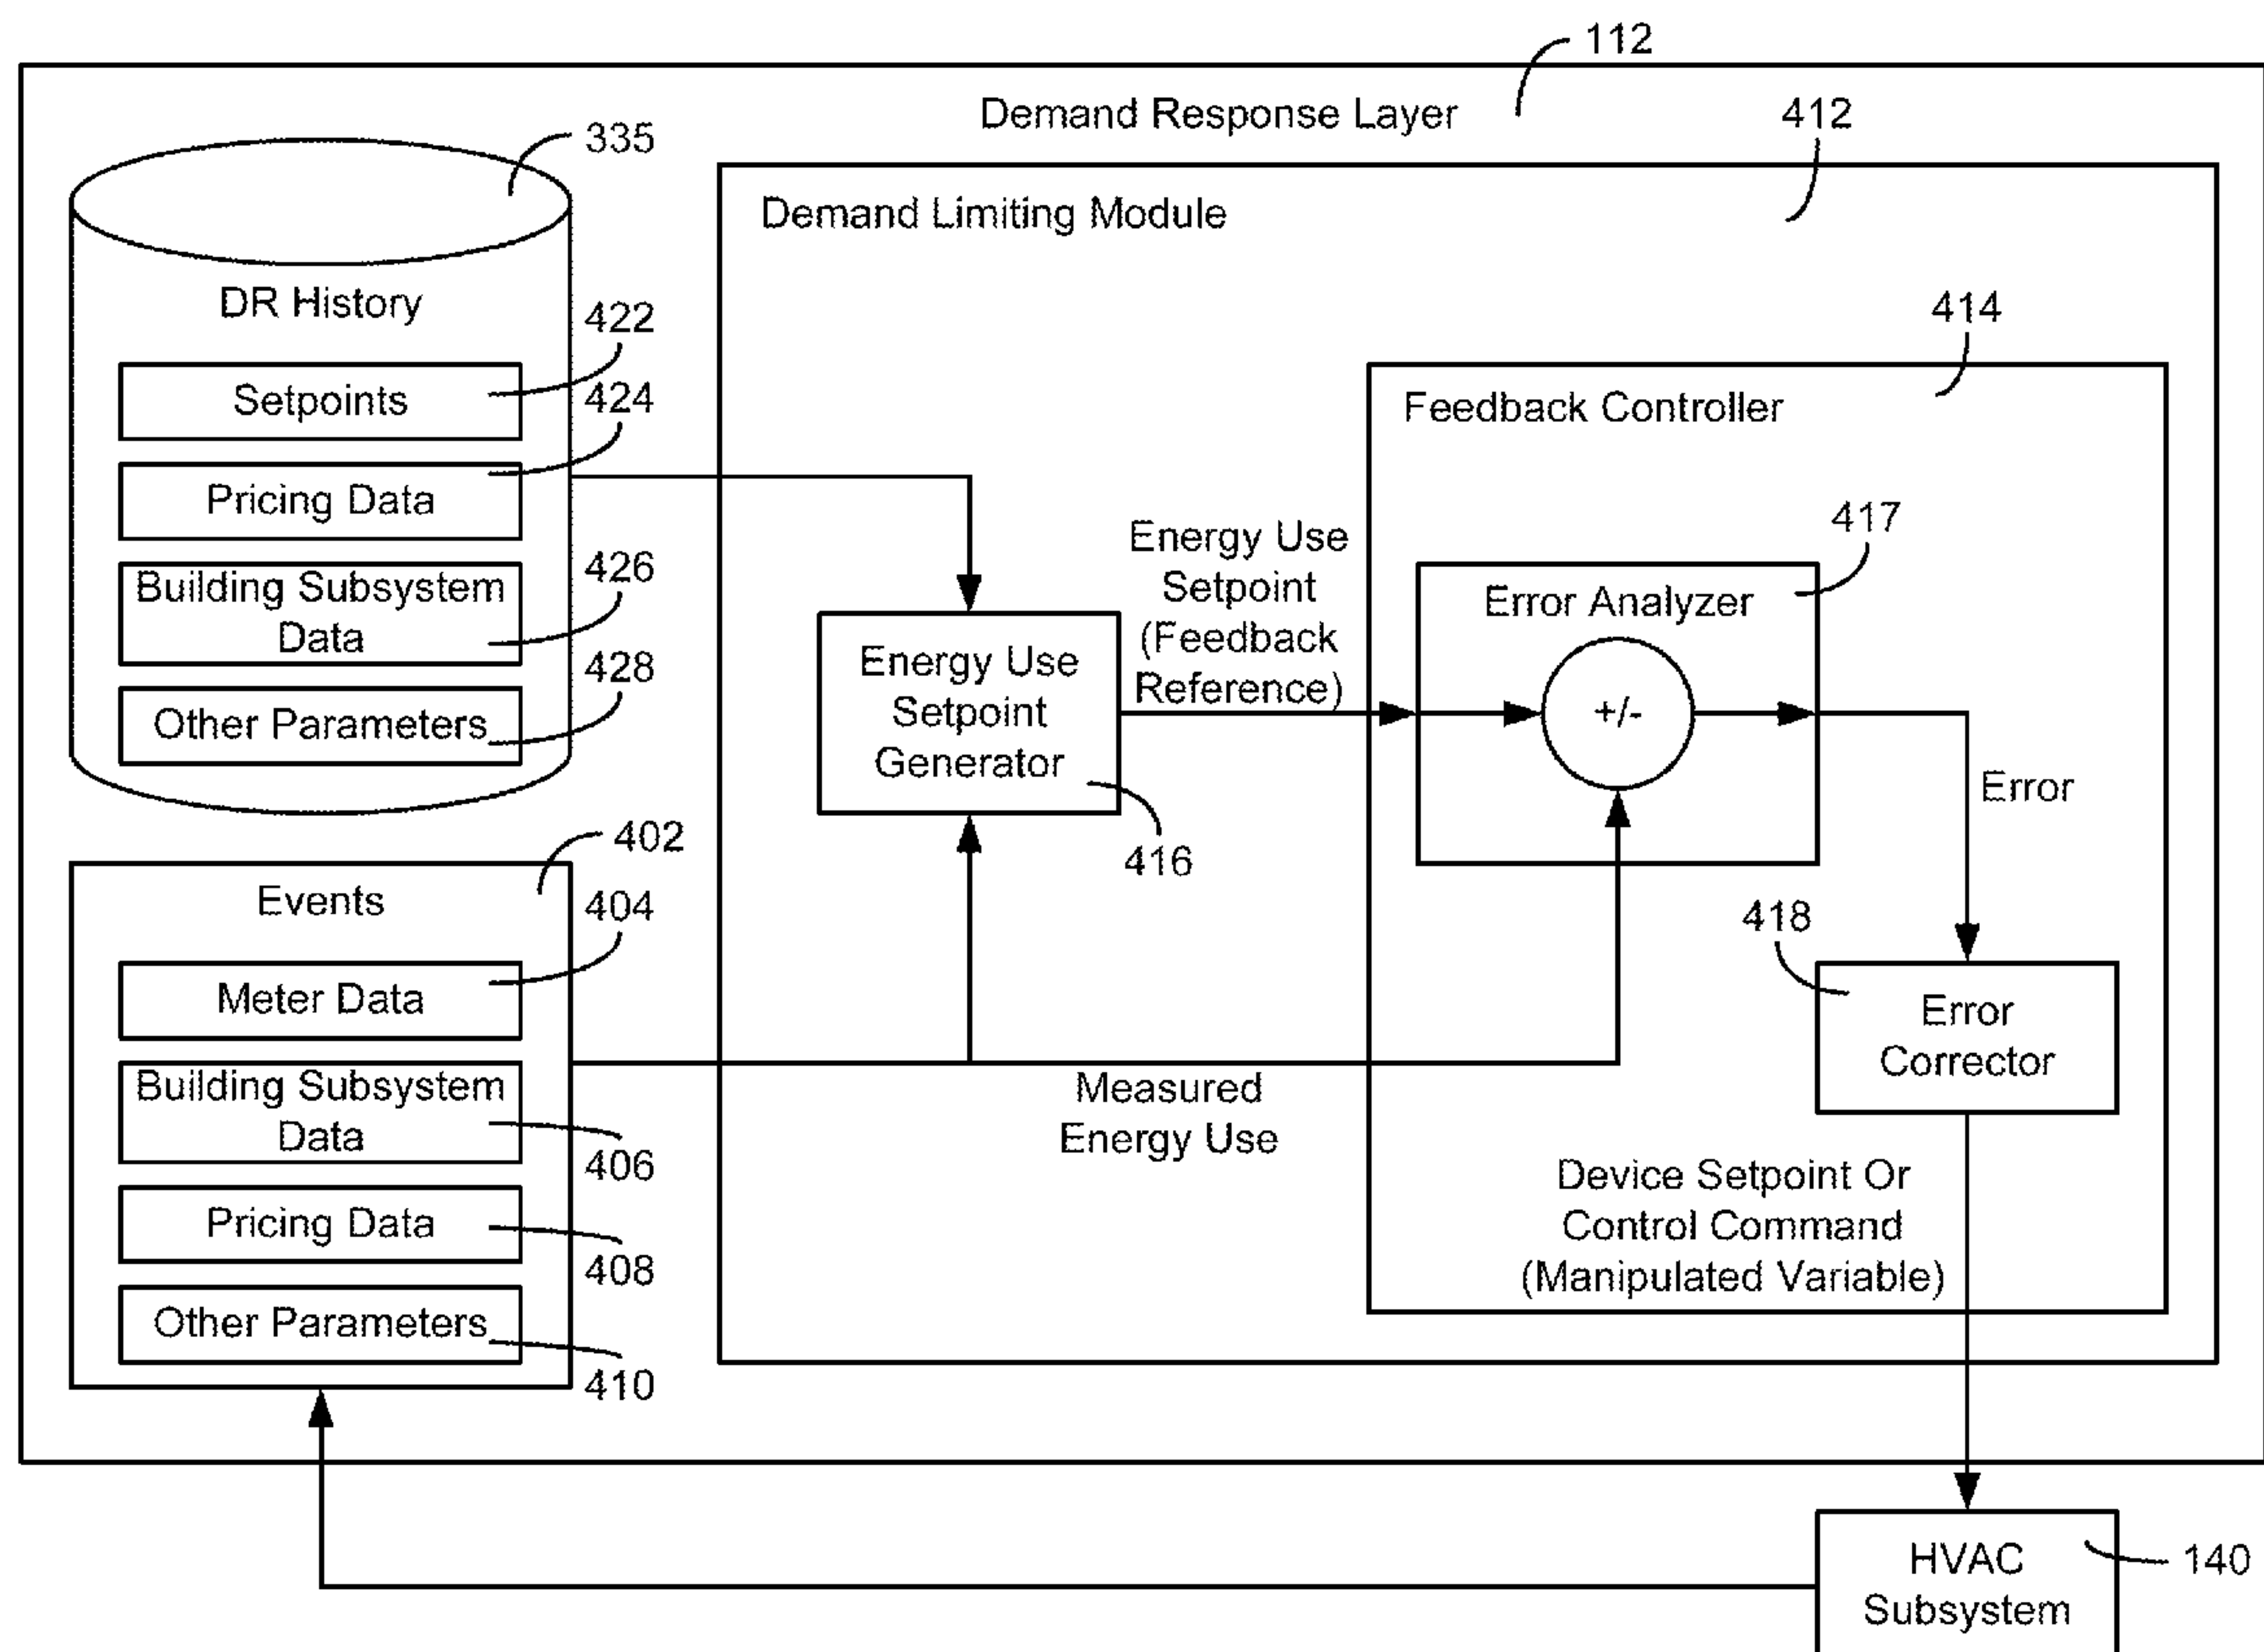 112
Demand Response Layer
412
335
Demand Limiting Module
DR History
422
Setpoints
424
Pricing Data
426
Building Subsystem
Data
428
Other Parameters
414
Feedback Controller
417
Energy Use
Setpoint
(Feedback
Reference)
Error Analyzer
+/-
Energy Use
Setpoint
Generator
416
Error
418
Error
Corrector
402
Events
404
Meter Data
Building Subsystem
Data
406
Pricing Data
408
Other Parameters
410
Measured
Energy Use
Device Setpoint Or
Control Command
(Manipulated Variable)
HVAC
Subsystem
140